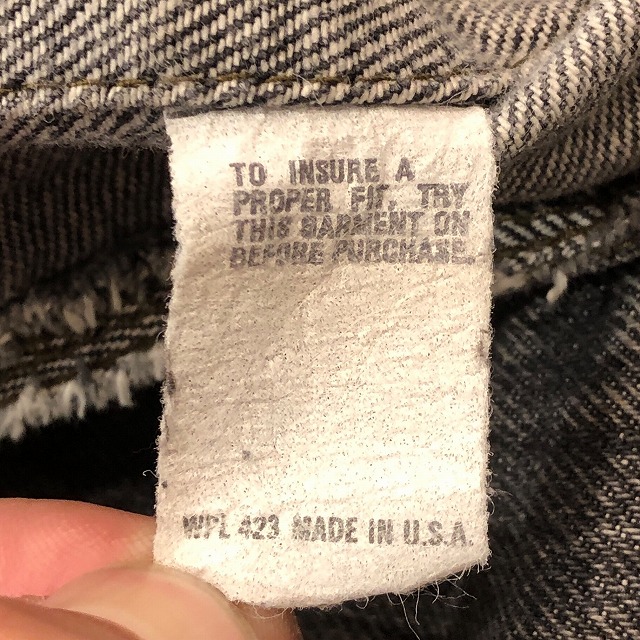 TO INSURE A
PROPER FIT, TRY
THIS GARMENT ON
BEFORE PURCHASE.
WPL 423 MADE IN U.S.A.